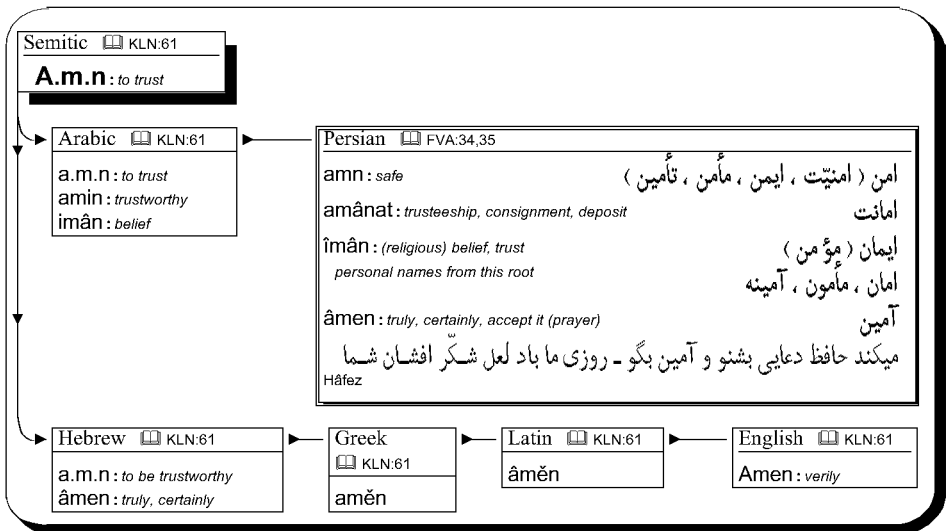 Semitic KLN:61
A.m.n : to trust
Arabic KLN:61
a.m.n : to trust
amin : trustworthy
imân : belief
Persian FVA:34,35
amn : safe امن ( امنیّت ، ایمن ، مأمن ، تأمین )
amânat : trusteeship, consignment, deposit امانت
îmân : (religious) belief, trust ایمان ( مؤمن )
personal names from this root امان ، مأمون ، آمینه
âmen : truly, certainly, accept it (prayer) آمین
میکند حافظ دعایی بشنو و آمین بگو ـ روزی ما باد لعل شـکّر افشـان شـما
Hâfez
Hebrew KLN:61
a.m.n : to be trustworthy
âmen : truly, certainly
Greek
KLN:61
aměn
Latin KLN:61
âměn
English KLN:61
Amen : verily